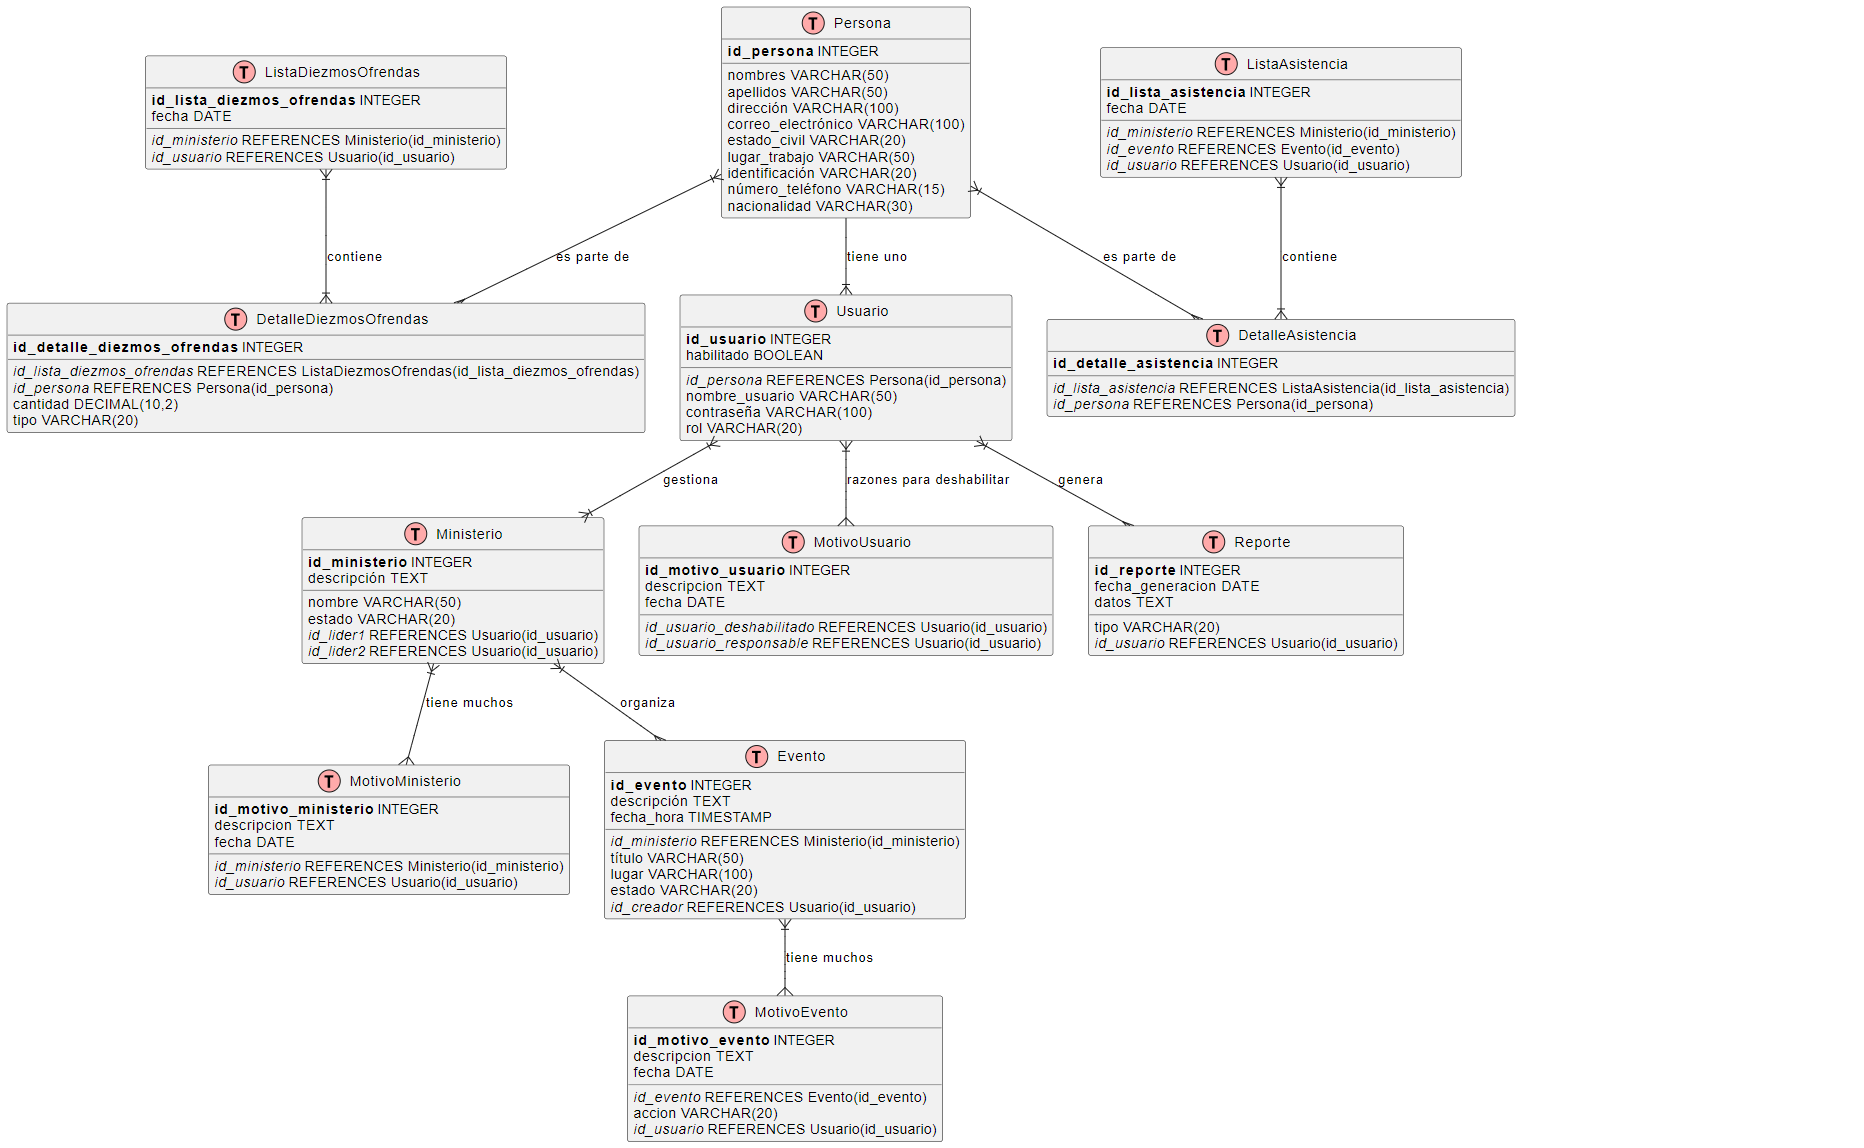 T Persona
id_persona INTEGER
nombres VARCHAR(50)
apellidos VARCHAR(50)
dirección VARCHAR(100)
correo_electrónico VARCHAR(100)
estado_civil VARCHAR(20)
lugar_trabajo VARCHAR(50)
identificación VARCHAR(20)
número_teléfono VARCHAR(15)
nacionalidad VARCHAR(30)
T ListaDiezmosOfrendas
id_lista_diezmos_ofrendas INTEGER
fecha DATE
id_ministerio REFERENCES Ministerio(id_ministerio)
id_usuario REFERENCES Usuario(id_usuario)
T ListaAsistencia
id_lista_asistencia INTEGER
fecha DATE
id_ministerio REFERENCES Ministerio(id_ministerio)
id_evento REFERENCES Evento(id_evento)
id_usuario REFERENCES Usuario(id_usuario)
contiene
es parte de
tiene uno
es parte de
contiene
T DetalleDiezmosOfrendas
id_detalle_diezmos_ofrendas INTEGER
id_lista_diezmos_ofrendas REFERENCES ListaDiezmosOfrendas(id_lista_diezmos_ofrendas)
id_persona REFERENCES Persona(id_persona)
cantidad DECIMAL(10,2)
tipo VARCHAR(20)
T Usuario
id_usuario INTEGER
habilitado BOOLEAN
id_persona REFERENCES Persona(id_persona)
nombre_usuario VARCHAR(50)
contraseña VARCHAR(100)
rol VARCHAR(20)
T DetalleAsistencia
id_detalle_asistencia INTEGER
id_lista_asistencia REFERENCES ListaAsistencia(id_lista_asistencia)
id_persona REFERENCES Persona(id_persona)
gestiona
razones para deshabilitar
genera
T Ministerio
id_ministerio INTEGER
descripción TEXT
nombre VARCHAR(50)
estado VARCHAR(20)
id_lider1 REFERENCES Usuario(id_usuario)
id_lider2 REFERENCES Usuario(id_usuario)
T MotivoUsuario
id_motivo_usuario INTEGER
descripcion TEXT
fecha DATE
id_usuario_deshabilitado REFERENCES Usuario(id_usuario)
id_usuario_responsable REFERENCES Usuario(id_usuario)
T Reporte
id_reporte INTEGER
fecha_generacion DATE
datos TEXT
tipo VARCHAR(20)
id_usuario REFERENCES Usuario(id_usuario)
tiene muchos
organiza
T MotivoMinisterio
id_motivo_ministerio INTEGER
descripcion TEXT
fecha DATE
id_ministerio REFERENCES Ministerio(id_ministerio)
id_usuario REFERENCES Usuario(id_usuario)
T Evento
id_evento INTEGER
descripción TEXT
fecha_hora TIMESTAMP
id_ministerio REFERENCES Ministerio(id_ministerio)
título VARCHAR(50)
lugar VARCHAR(100)
estado VARCHAR(20)
id_creador REFERENCES Usuario(id_usuario)
tiene muchos
T MotivoEvento
id_motivo_evento INTEGER
descripcion TEXT
fecha DATE
id_evento REFERENCES Evento(id_evento)
accion VARCHAR(20)
id_usuario REFERENCES Usuario(id_usuario)